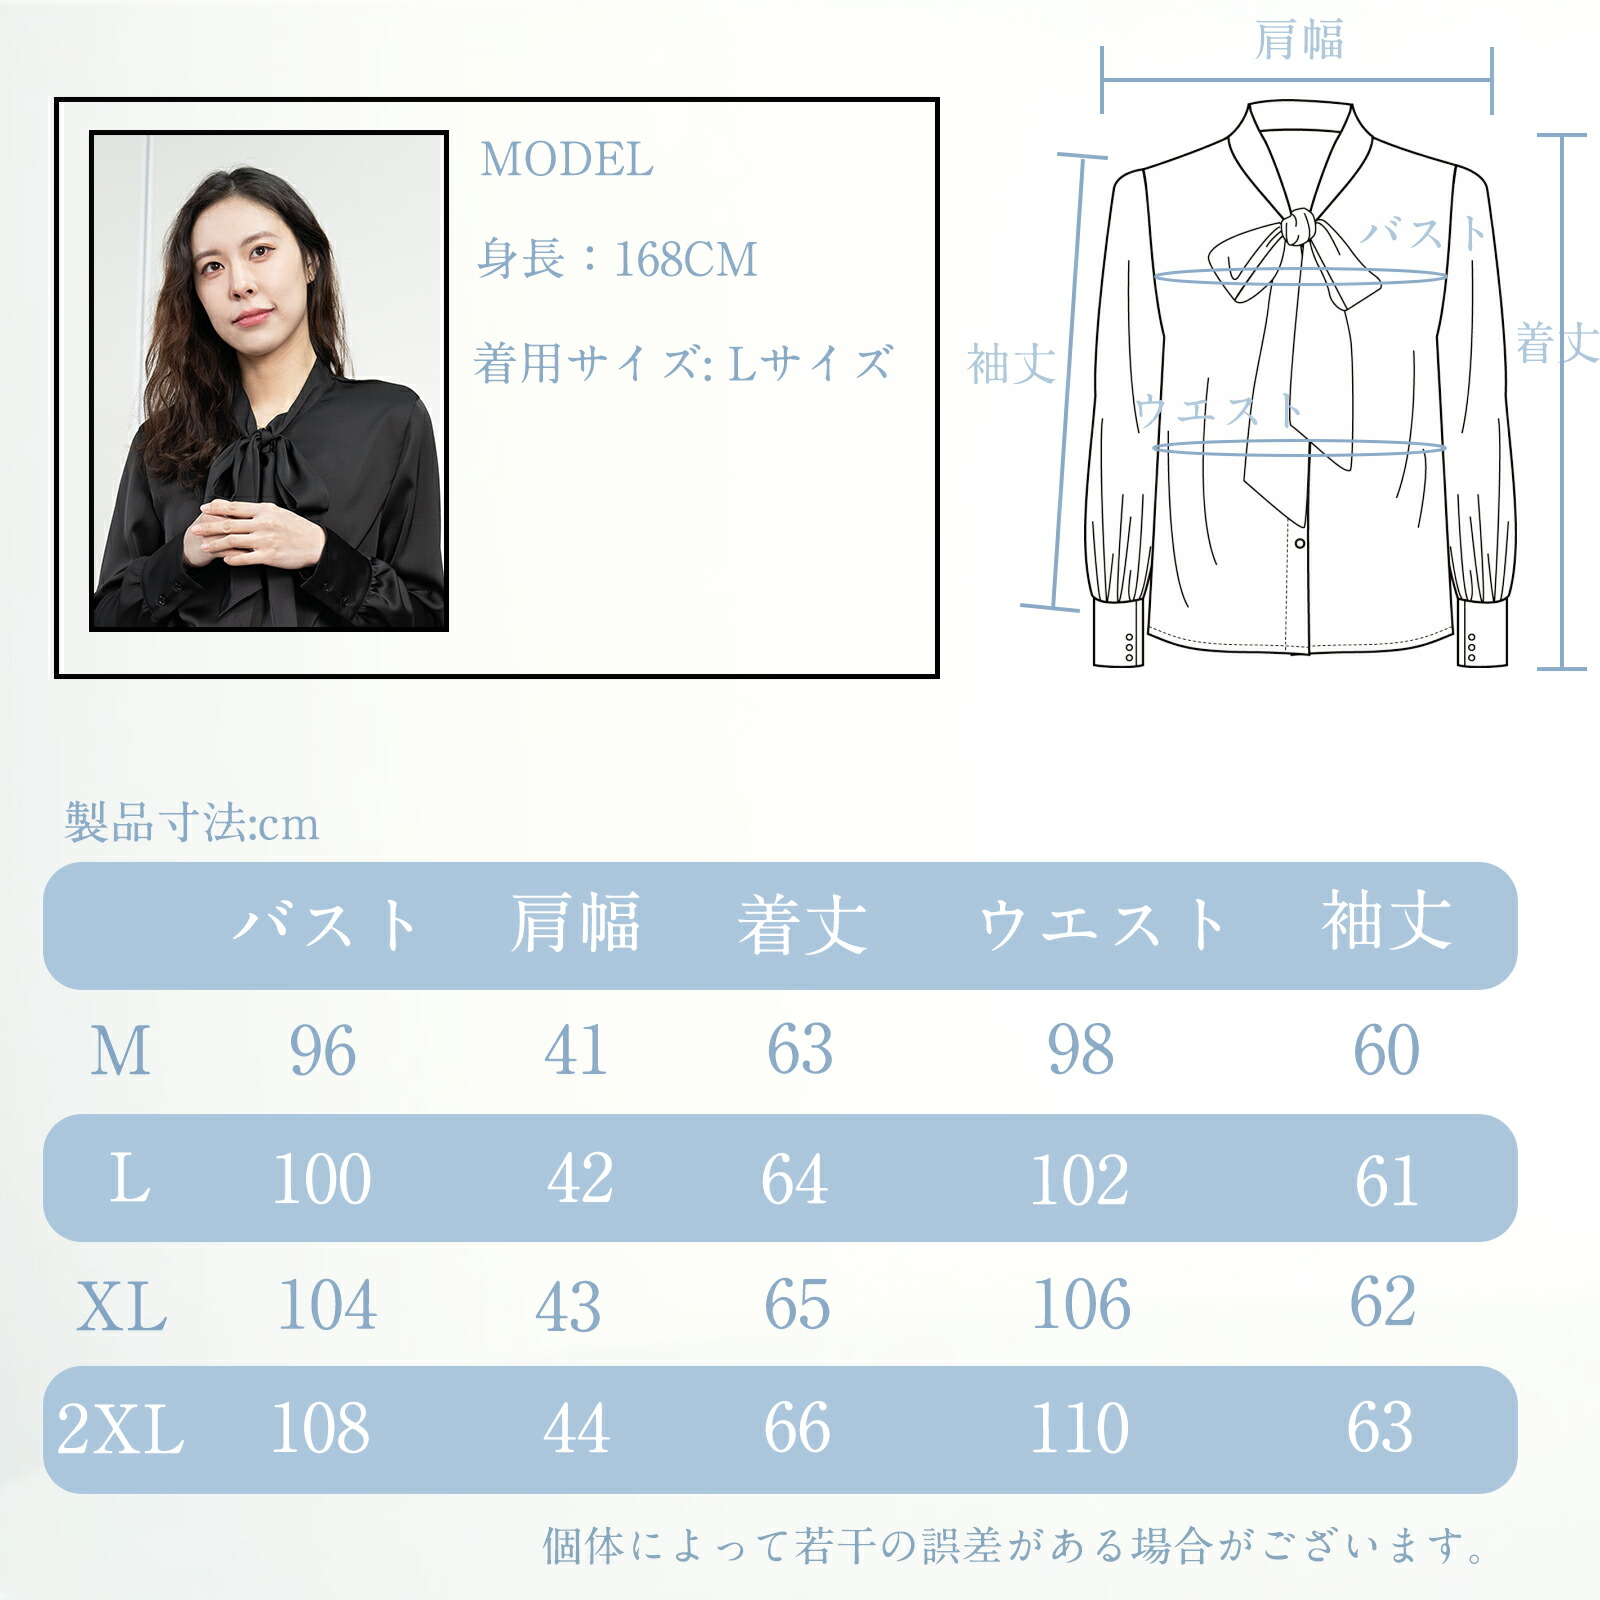 MODEL
身長：168CM
着用サイズ: Lサイズ
肩幅
バスト
着丈
袖丈
ウエスト
製品寸法:cm
バスト 肩幅 着丈 ウエスト 袖丈
M 96 41 63 98 60
L 100 42 64 102 61
XL 104 43 65 106 62
2XL 108 44 66 110 63
個体によって若干の誤差がある場合がございます。